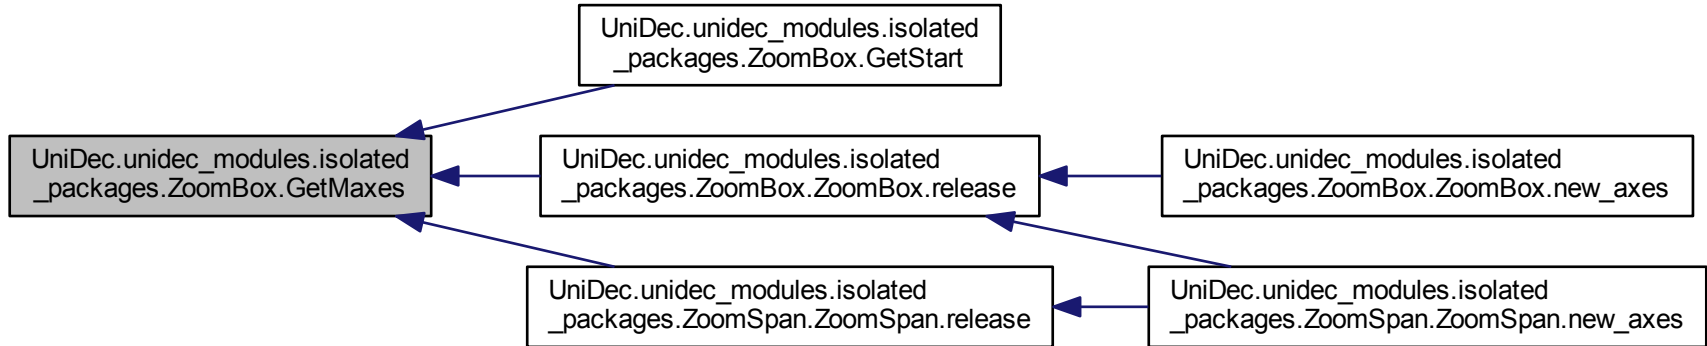 UniDec.unidec_modules.isolated
_packages.ZoomBox.GetStart
UniDec.unidec_modules.isolated
_packages.ZoomBox.GetMaxes
UniDec.unidec_modules.isolated
_packages.ZoomBox.ZoomBox.release
UniDec.unidec_modules.isolated
_packages.ZoomBox.ZoomBox.new_axes
UniDec.unidec_modules.isolated
_packages.ZoomSpan.ZoomSpan.release
UniDec.unidec_modules.isolated
_packages.ZoomSpan.ZoomSpan.new_axes